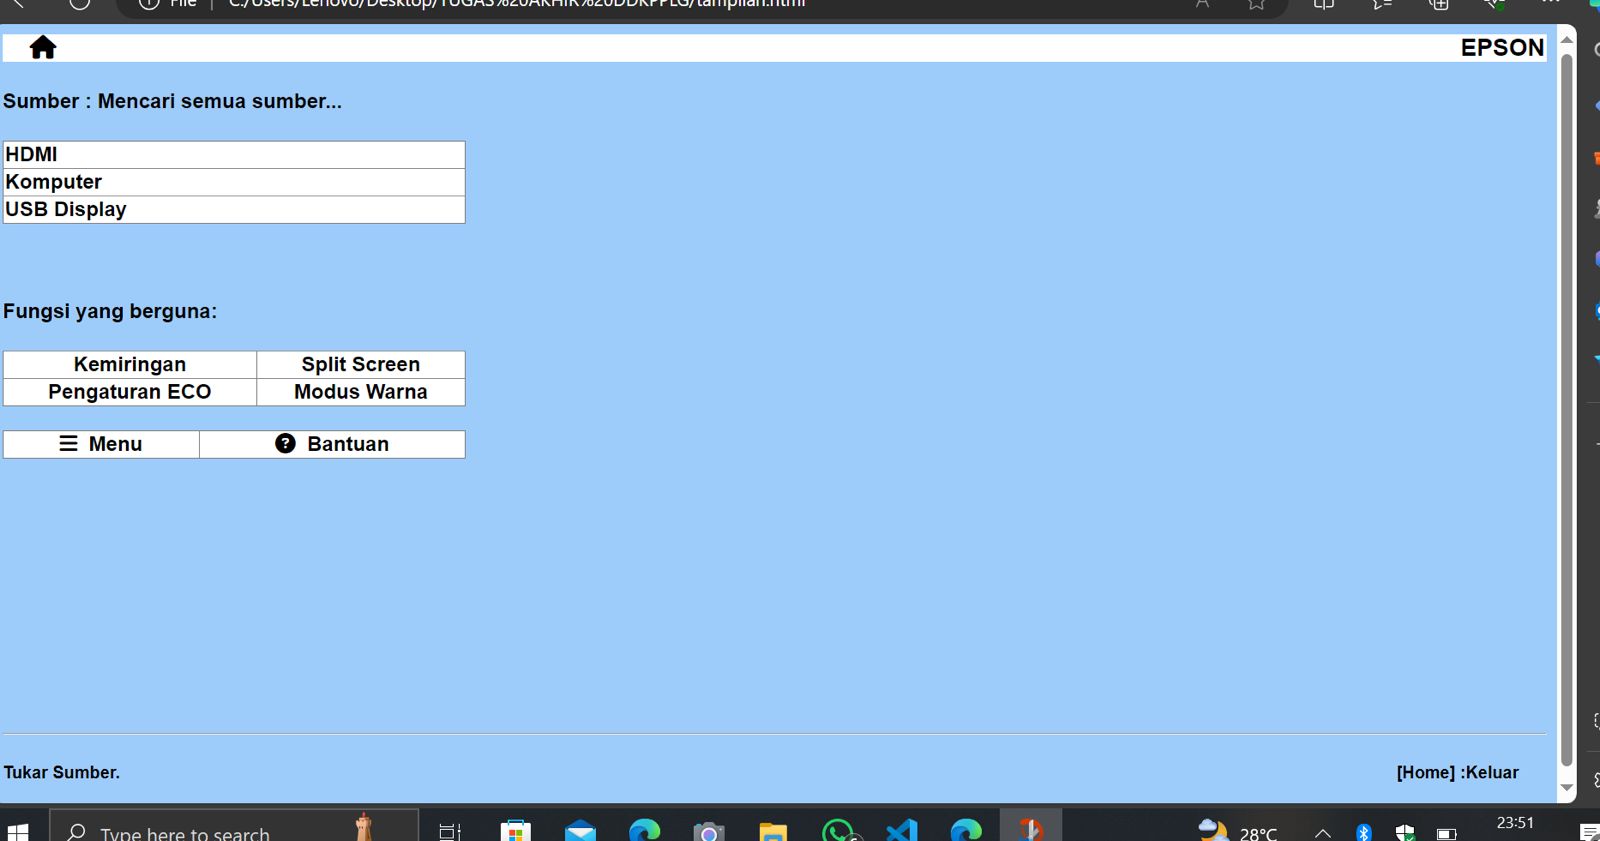 File C:/Users/Lenovo/Desktop/TUGAS%20AKHIR%20DDKPPLG/tampilan.html
EPSON
Sumber : Mencari semua sumber...
HDMI
Komputer
USB Display
Fungsi yang berguna:
Kemiringan Split Screen
Pengaturan ECO Modus Warna
Menu Bantuan
Tukar Sumber. [Home] :Keluar
Type here to search 28°C 23:51